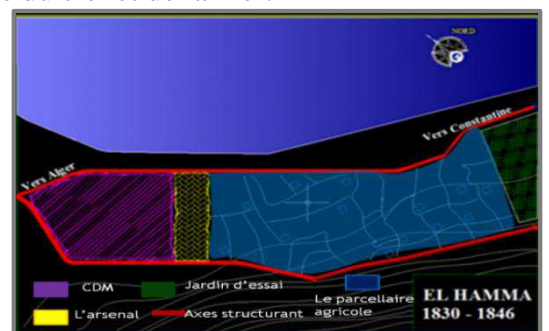 NORD
Vers Constantine
Vers Alger
CDM
Jardin d'essai
Le parcellaire
agricole
L'arsenal
Axes structurant
EL HAMMA
1830 - 1846